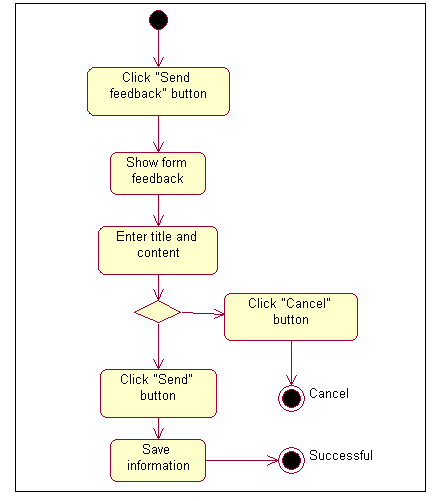 Click "Send
feedback" button
Show form
feedback
Enter title and
content
Click "Cancel"
button
Click "Send"
button
Cancel
Save
information
Successful